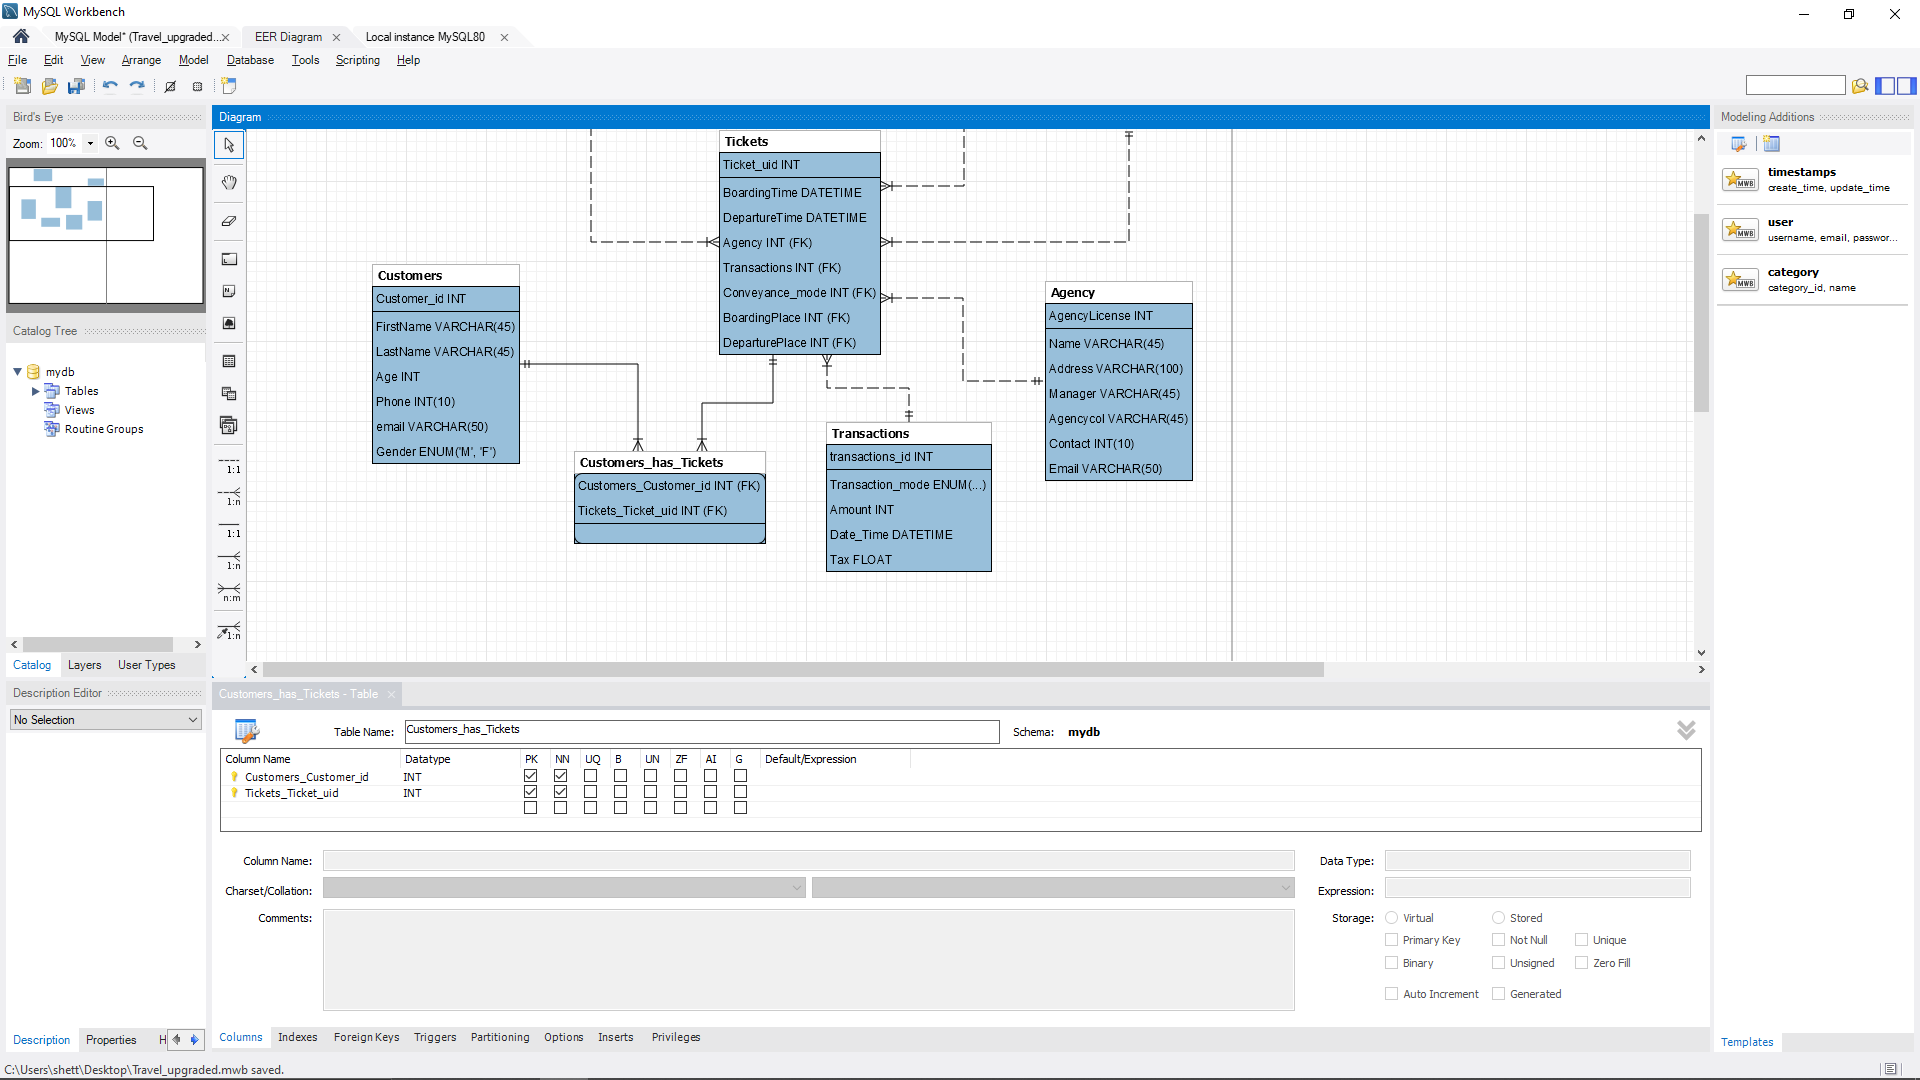 MySQL Workbench
MySQL Model* (Travel_upgraded... ×
EER Diagram ×
Local instance MySQL80 ×
File Edit View Arrange Model Database Tools Scripting Help
Bird's Eye
Zoom: 100%
Catalog Tree
mydb
Tables
Views
Routine Groups
Catalog Layers User Types
Description Editor
No Selection
Description Properties H
Diagram
1:1
1:n
1:1
1:n
n:m
1:n
Tickets
Ticket_uid INT
BoardingTime DATETIME
DepartureTime DATETIME
Agency INT (FK)
Transactions INT (FK)
Conveyance_mode INT (FK)
BoardingPlace INT (FK)
DeparturePlace INT (FK)
Customers
Customer_id INT
FirstName VARCHAR(45)
LastName VARCHAR(45)
Age INT
Phone INT(10)
email VARCHAR(50)
Gender ENUM('M', 'F')
Customers_has_Tickets
Customers_Customer_id INT (FK)
Tickets_Ticket_uid INT (FK)
Transactions
transactions_id INT
Transaction_mode ENUM(...)
Amount INT
Date_Time DATETIME
Tax FLOAT
Agency
AgencyLicense INT
Name VARCHAR(45)
Address VARCHAR(100)
Manager VARCHAR(45)
Agencycol VARCHAR(45)
Contact INT(10)
Email VARCHAR(50)
Modeling Additions
MWB
timestamps
create_time, update_time
MWB
user
username, email, passwor...
MWB
category
category_id, name
Templates
Customers_has_Tickets - Table ×
Table Name: Customers_has_Tickets Schema: mydb
Column Name Datatype PK NN UQ B UN ZF AI G Default/Expression
Customers_Customer_id INT
Tickets_Ticket_uid INT
Column Name: Data Type:
Charset/Collation: Expression:
Comments: Storage: Virtual Stored
Primary Key Not Null Unique
Binary Unsigned Zero Fill
Auto Increment Generated
Columns Indexes Foreign Keys Triggers Partitioning Options Inserts Privileges
C:\Users\shett\Desktop\Travel_upgraded.mwb saved.